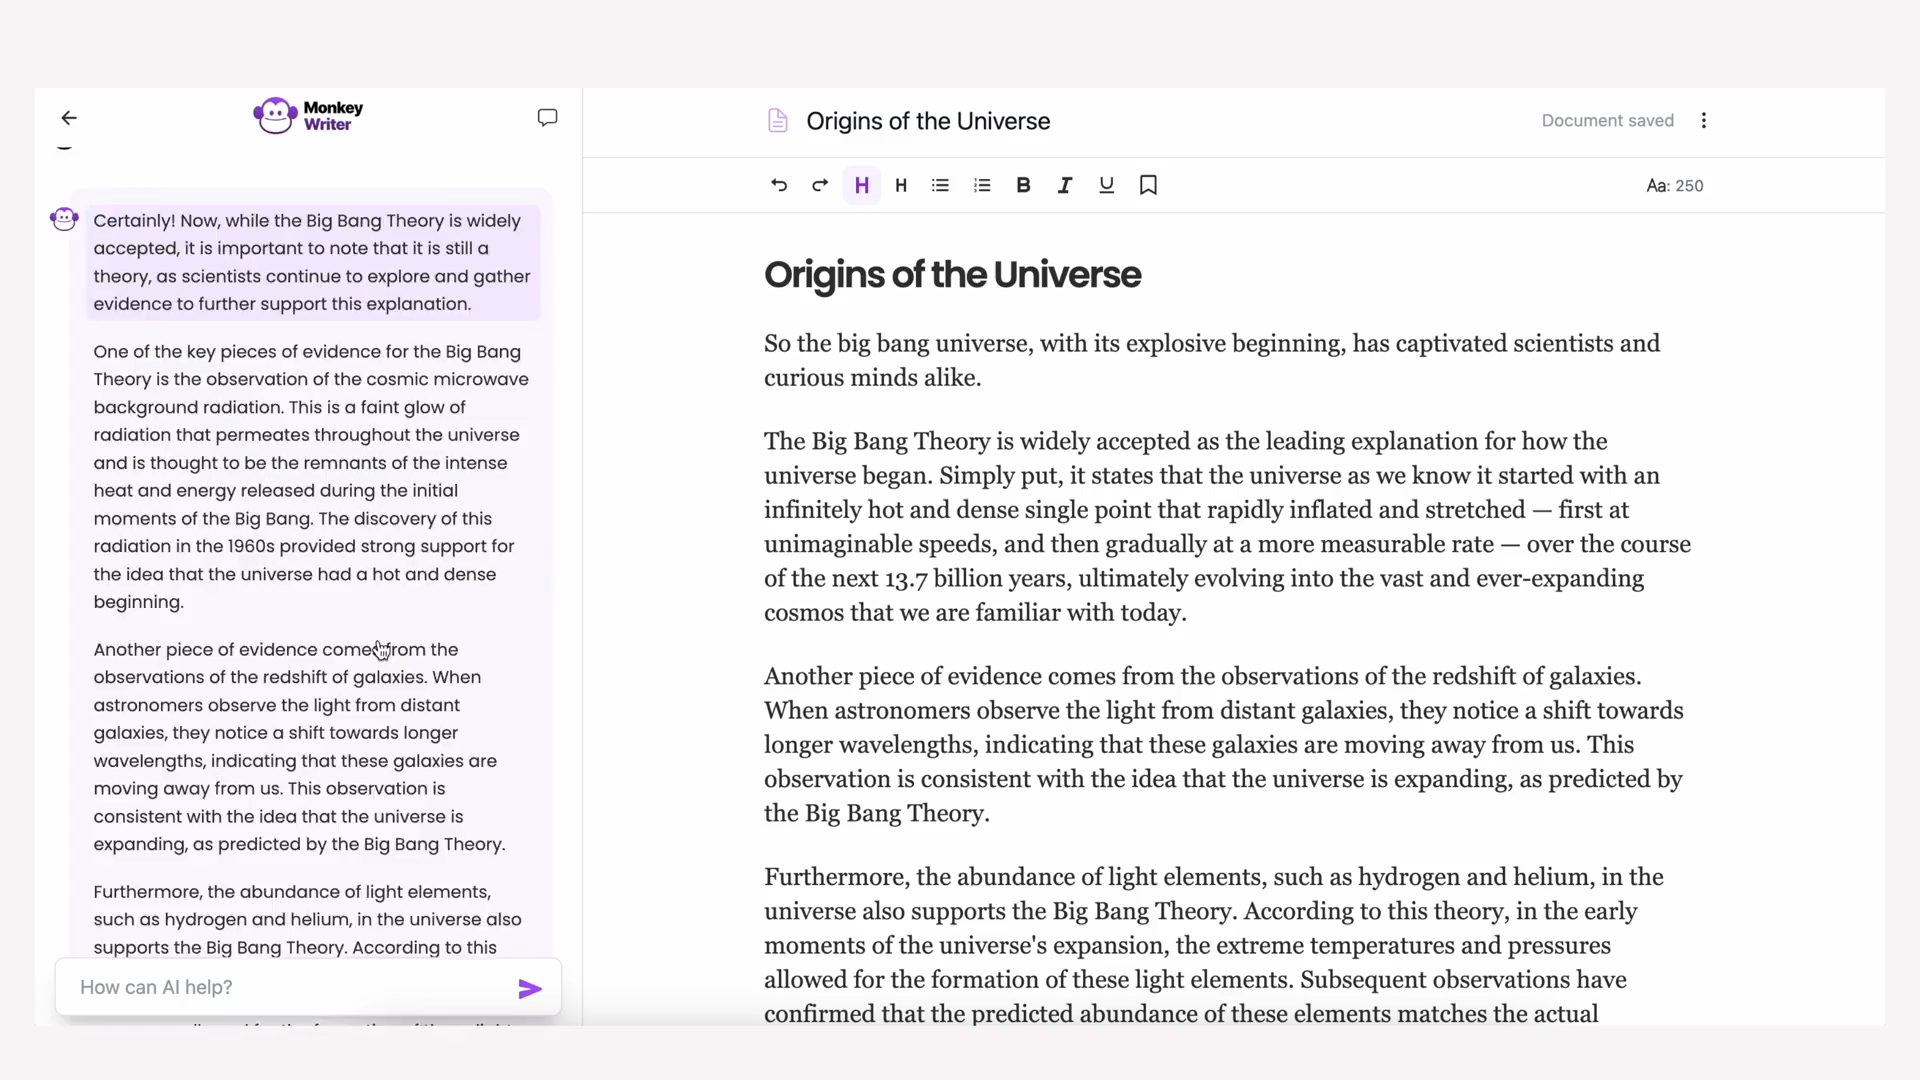 Monkey
Writer
Certainly! Now, while the Big Bang Theory is widely
accepted, it is important to note that it is still a
theory, as scientists continue to explore and gather
evidence to further support this explanation.
One of the key pieces of evidence for the Big Bang
Theory is the observation of the cosmic microwave
background radiation. This is a faint glow of
radiation that permeates throughout the universe
and is thought to be the remnants of the intense
heat and energy released during the initial
moments of the Big Bang. The discovery of this
radiation in the 1960s provided strong support for
the idea that the universe had a hot and dense
beginning.
Another piece of evidence comes from the
observations of the redshift of galaxies. When
astronomers observe the light from distant
galaxies, they notice a shift towards longer
wavelengths, indicating that these galaxies are
moving away from us. This observation is
consistent with the idea that the universe is
expanding, as predicted by the Big Bang Theory.
Furthermore, the abundance of light elements,
such as hydrogen and helium, in the universe also
supports the Big Bang Theory. According to this
How can AI help?
Origins of the Universe
Document saved
H H B I U
Aa: 250
Origins of the Universe
So the big bang universe, with its explosive beginning, has captivated scientists and
curious minds alike.
The Big Bang Theory is widely accepted as the leading explanation for how the
universe began. Simply put, it states that the universe as we know it started with an
infinitely hot and dense single point that rapidly inflated and stretched — first at
unimaginable speeds, and then gradually at a more measurable rate — over the course
of the next 13.7 billion years, ultimately evolving into the vast and ever-expanding
cosmos that we are familiar with today.
Another piece of evidence comes from the observations of the redshift of galaxies.
When astronomers observe the light from distant galaxies, they notice a shift towards
longer wavelengths, indicating that these galaxies are moving away from us. This
observation is consistent with the idea that the universe is expanding, as predicted by
the Big Bang Theory.
Furthermore, the abundance of light elements, such as hydrogen and helium, in the
universe also supports the Big Bang Theory. According to this theory, in the early
moments of the universe's expansion, the extreme temperatures and pressures
allowed for the formation of these light elements. Subsequent observations have
confirmed that the predicted abundance of these elements matches the actual